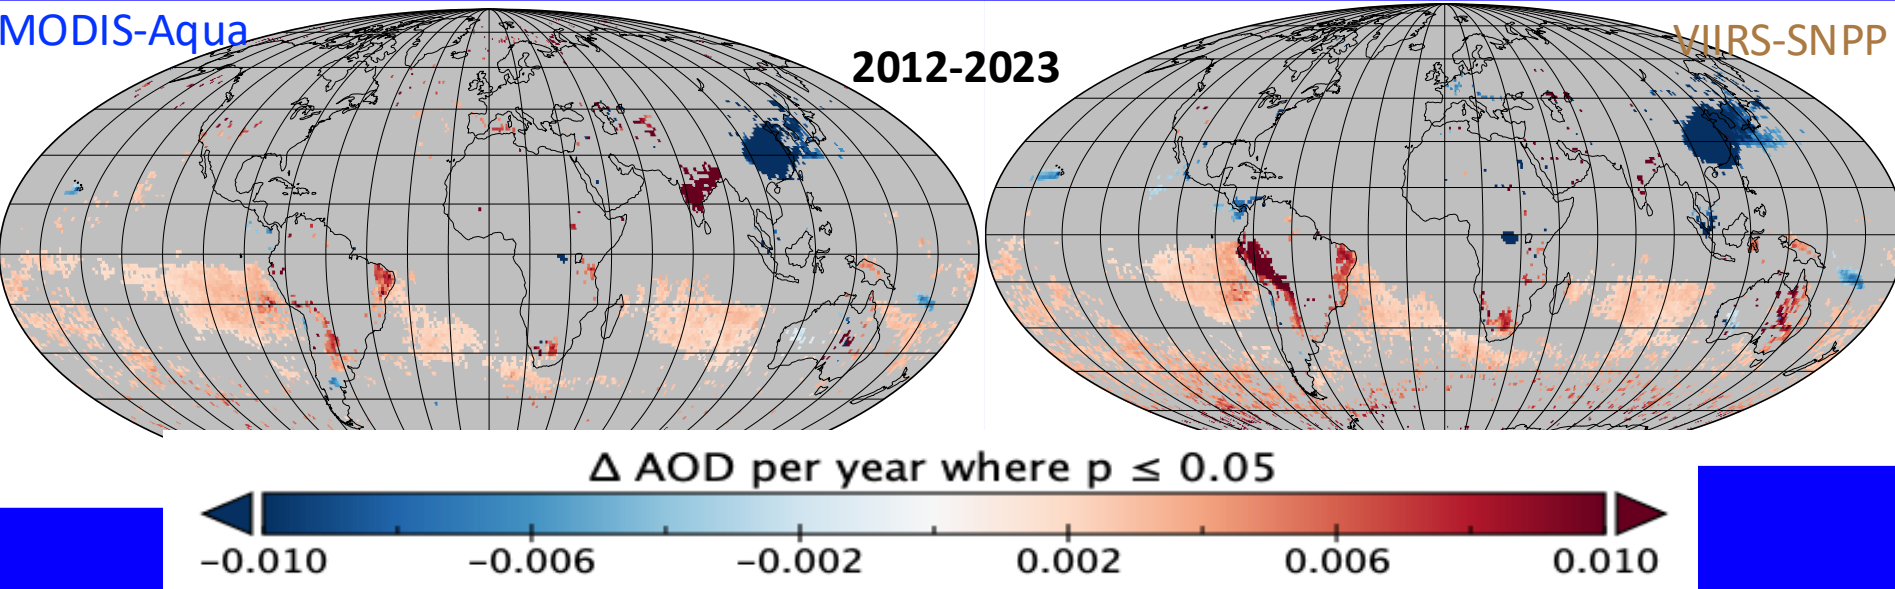 MODIS-Aqua
VIIRS-SNPP
2012-2023
Δ AOD per year where p ≤ 0.05
−0.010 −0.006 −0.002 0.002 0.006 0.010